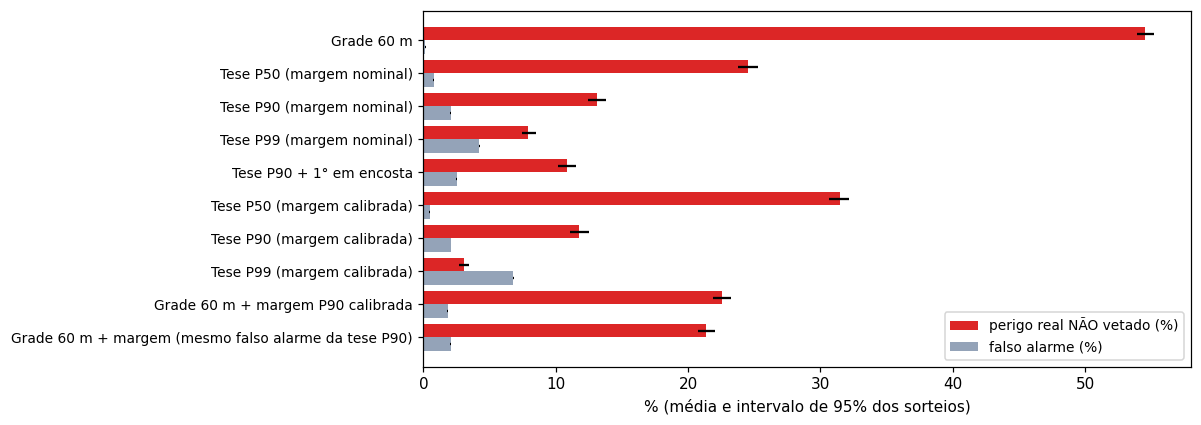 Grade 60 m
Tese P50 (margem nominal)
Tese P90 (margem nominal)
Tese P99 (margem nominal)
Tese P90 + 1° em encosta
Tese P50 (margem calibrada)
Tese P90 (margem calibrada)
Tese P99 (margem calibrada)
Grade 60 m + margem P90 calibrada
Grade 60 m + margem (mesmo falso alarme da tese P90)
perigo real NÃO vetado (%)
falso alarme (%)
0 10 20 30 40 50
% (média e intervalo de 95% dos sorteios)